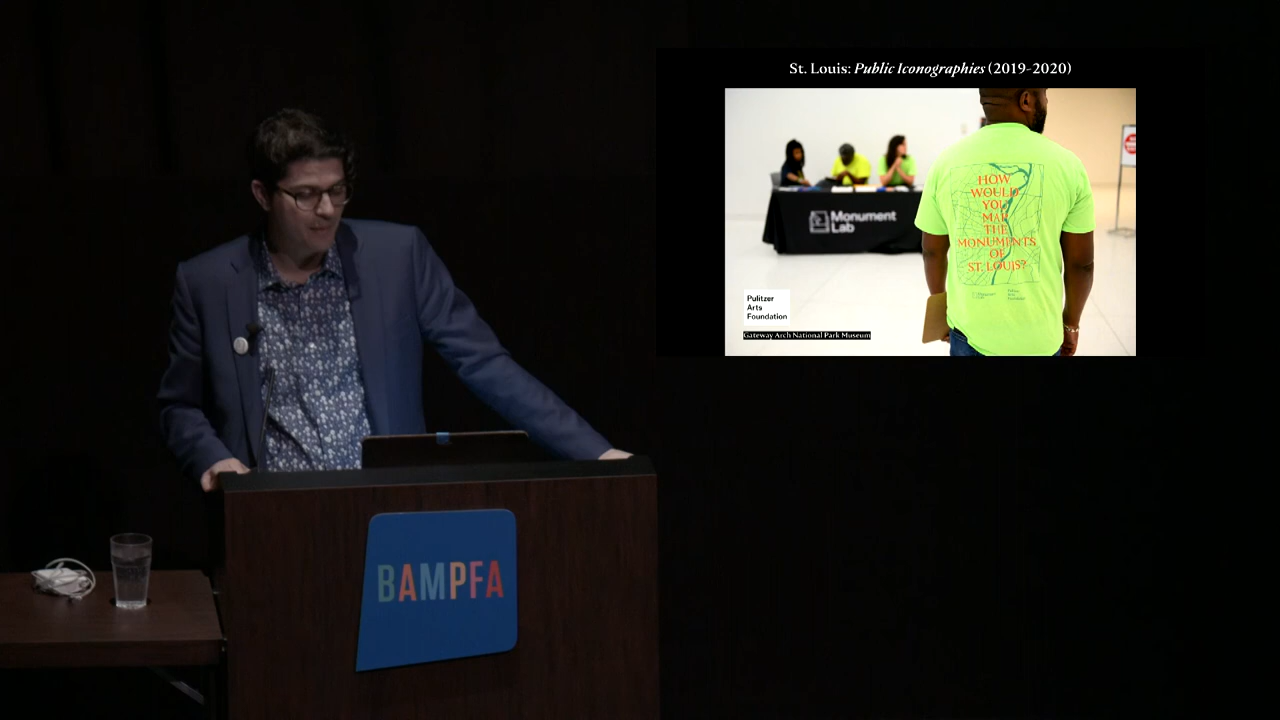 St. Louis: Public Iconographies (2019-2020)
Monument
Lab
HOW
WOULD
YOU
MAP
THE
MONUMENTS
OF
ST. LOUIS?
Pulitzer
Arts
Foundation
Gateway Arch National Park Museum
BAMPFA